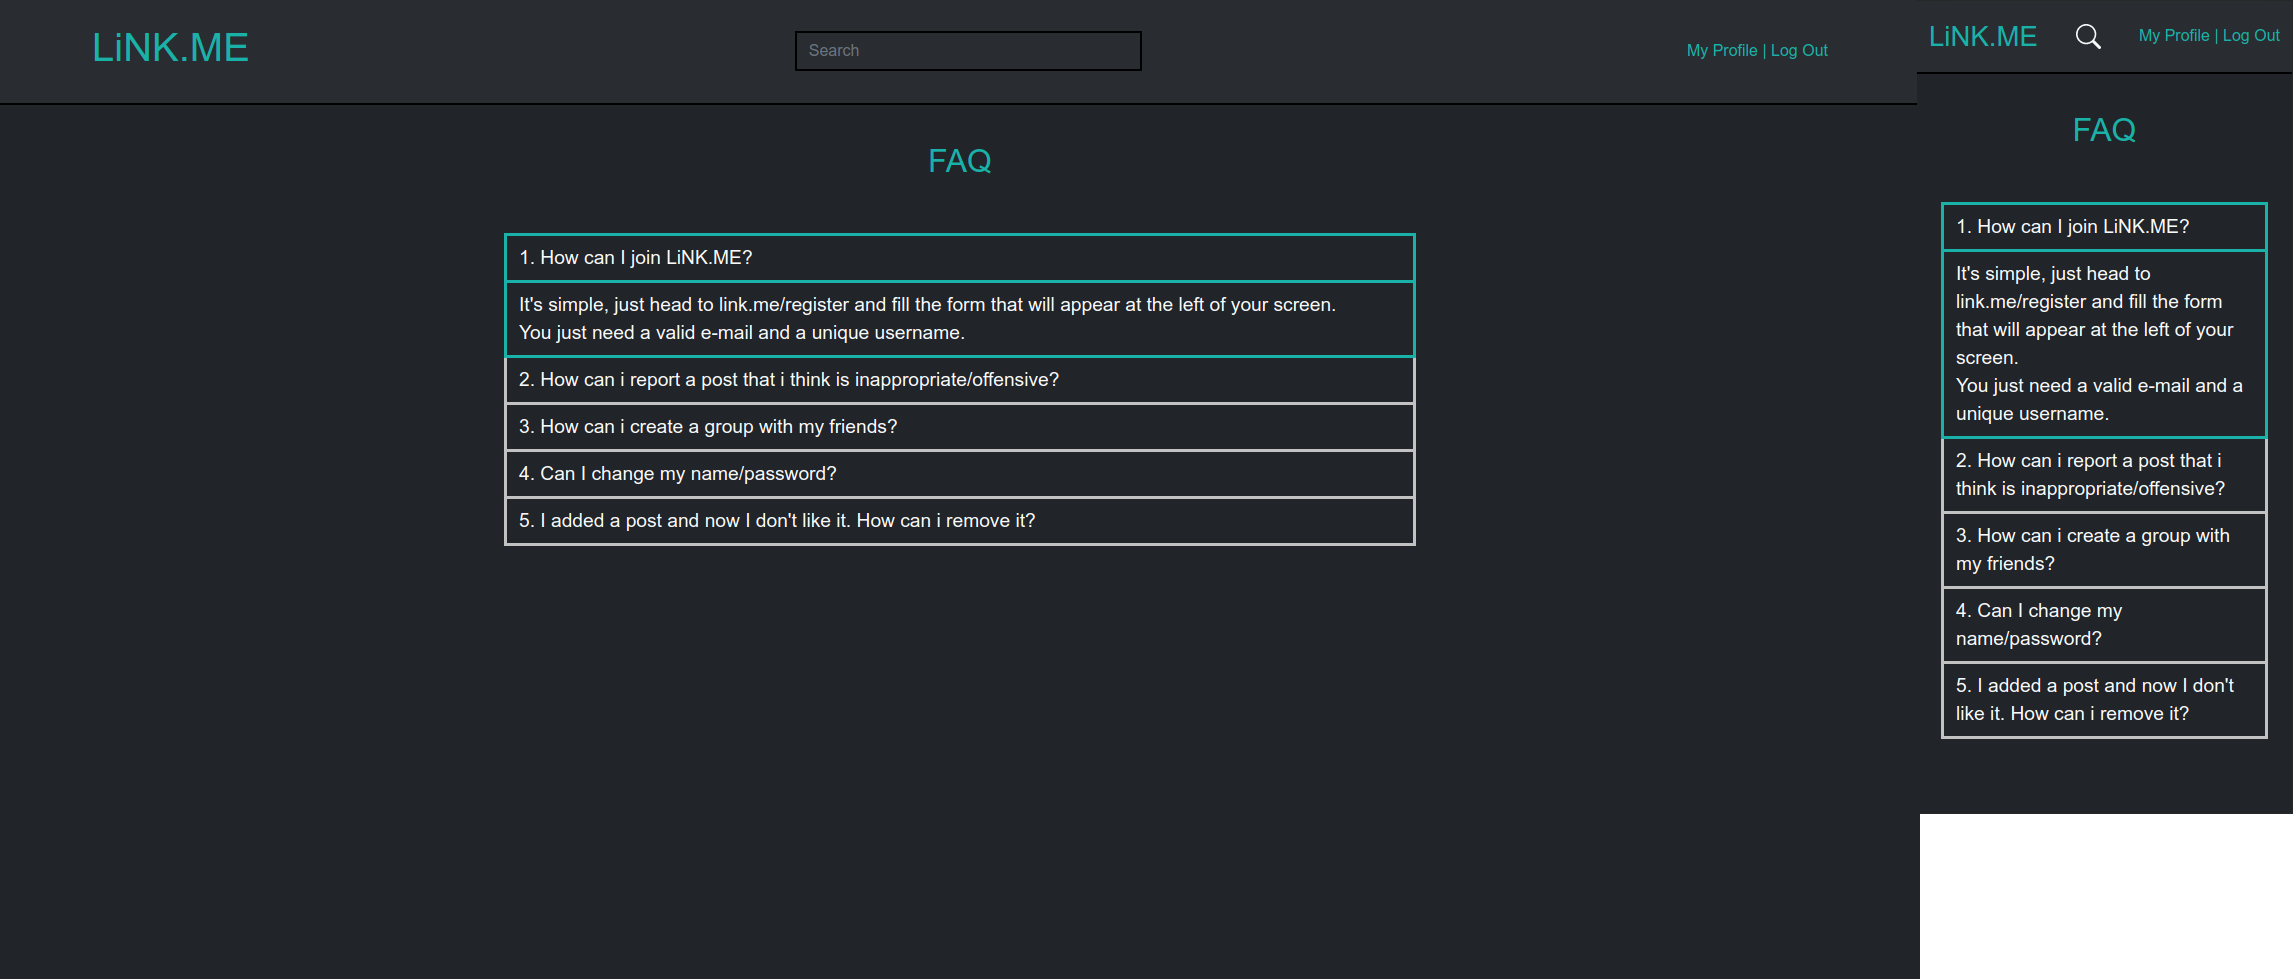 LiNK.ME
Search
My Profile | Log Out
FAQ
1. How can I join LiNK.ME?
It's simple, just head to link.me/register and fill the form that will appear at the left of your screen.
You just need a valid e-mail and a unique username.
2. How can i report a post that i think is inappropriate/offensive?
3. How can i create a group with my friends?
4. Can I change my name/password?
5. I added a post and now I don't like it. How can i remove it?
LiNK.ME
My Profile | Log Out
FAQ
1. How can I join LiNK.ME?
It's simple, just head to
link.me/register and fill the form
that will appear at the left of your
screen.
You just need a valid e-mail and a
unique username.
2. How can i report a post that i
think is inappropriate/offensive?
3. How can i create a group with
my friends?
4. Can I change my
name/password?
5. I added a post and now I don't
like it. How can i remove it?